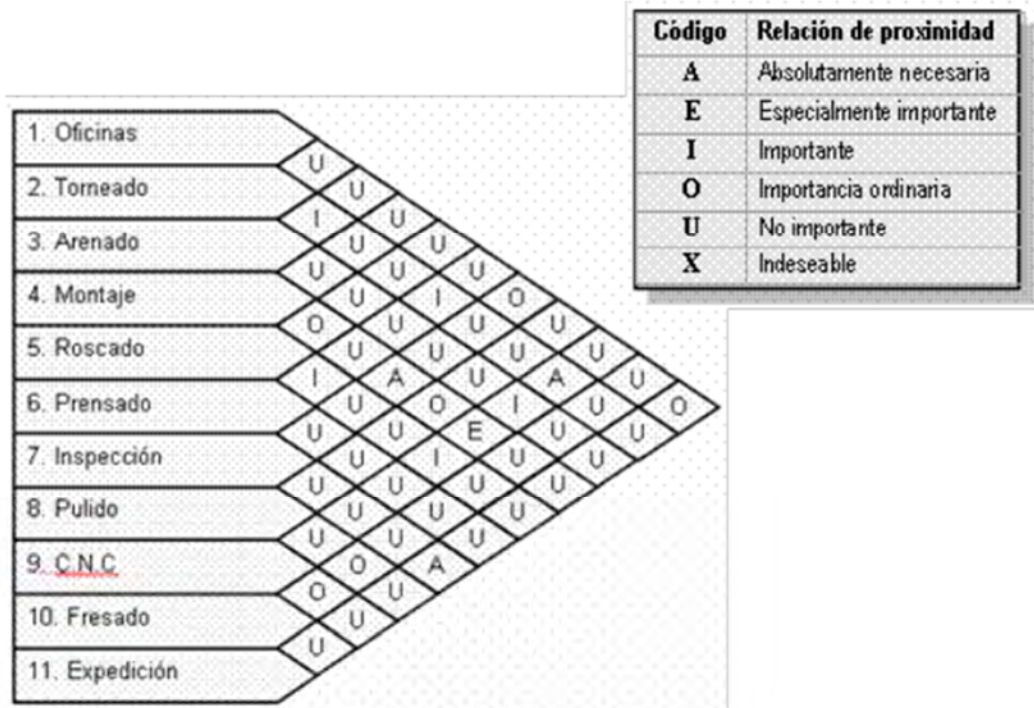 Código Relación de proximidad
A Absolutamente necesaria
E Especialmente importante
I Importante
O Importancia ordinaria
U No importante
X Indeseable
1. Oficinas
U
2. Torneado U
I U
3. Arenado U U
U U U
4. Montaje U I O
O U U U
5. Roscado U U U U
I A U A U
6. Prensado U O I U O
U U E U U
7. Inspección U I U U
U U U U
8. Pulido U U U
U U U
9. C.N.C O A
O U
10. Fresado U
U
11. Expedición